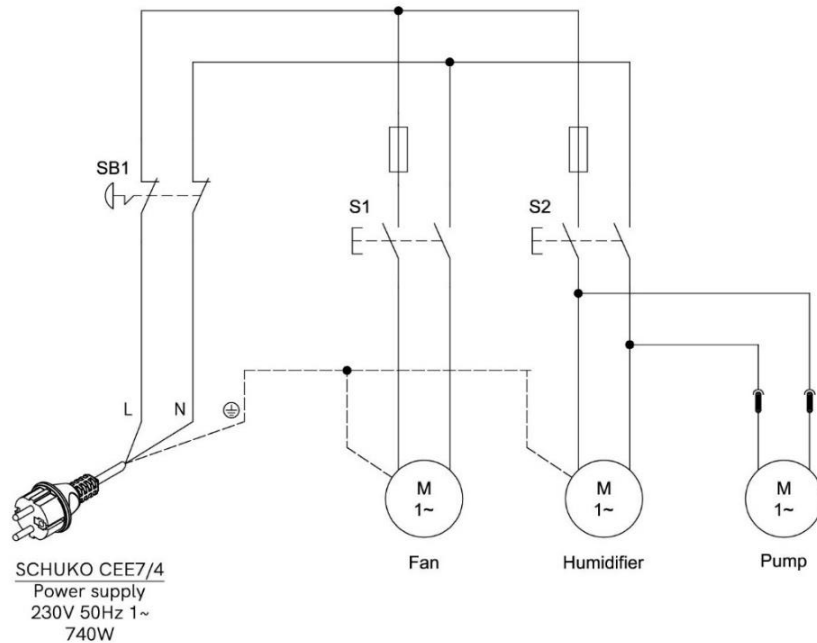 SB1
S1
S2
L
N
M
1~
M
1~
M
1~
Fan
Humidifier
Pump
SCHUKO CEE7/4
Power supply
230V 50Hz 1~
740W